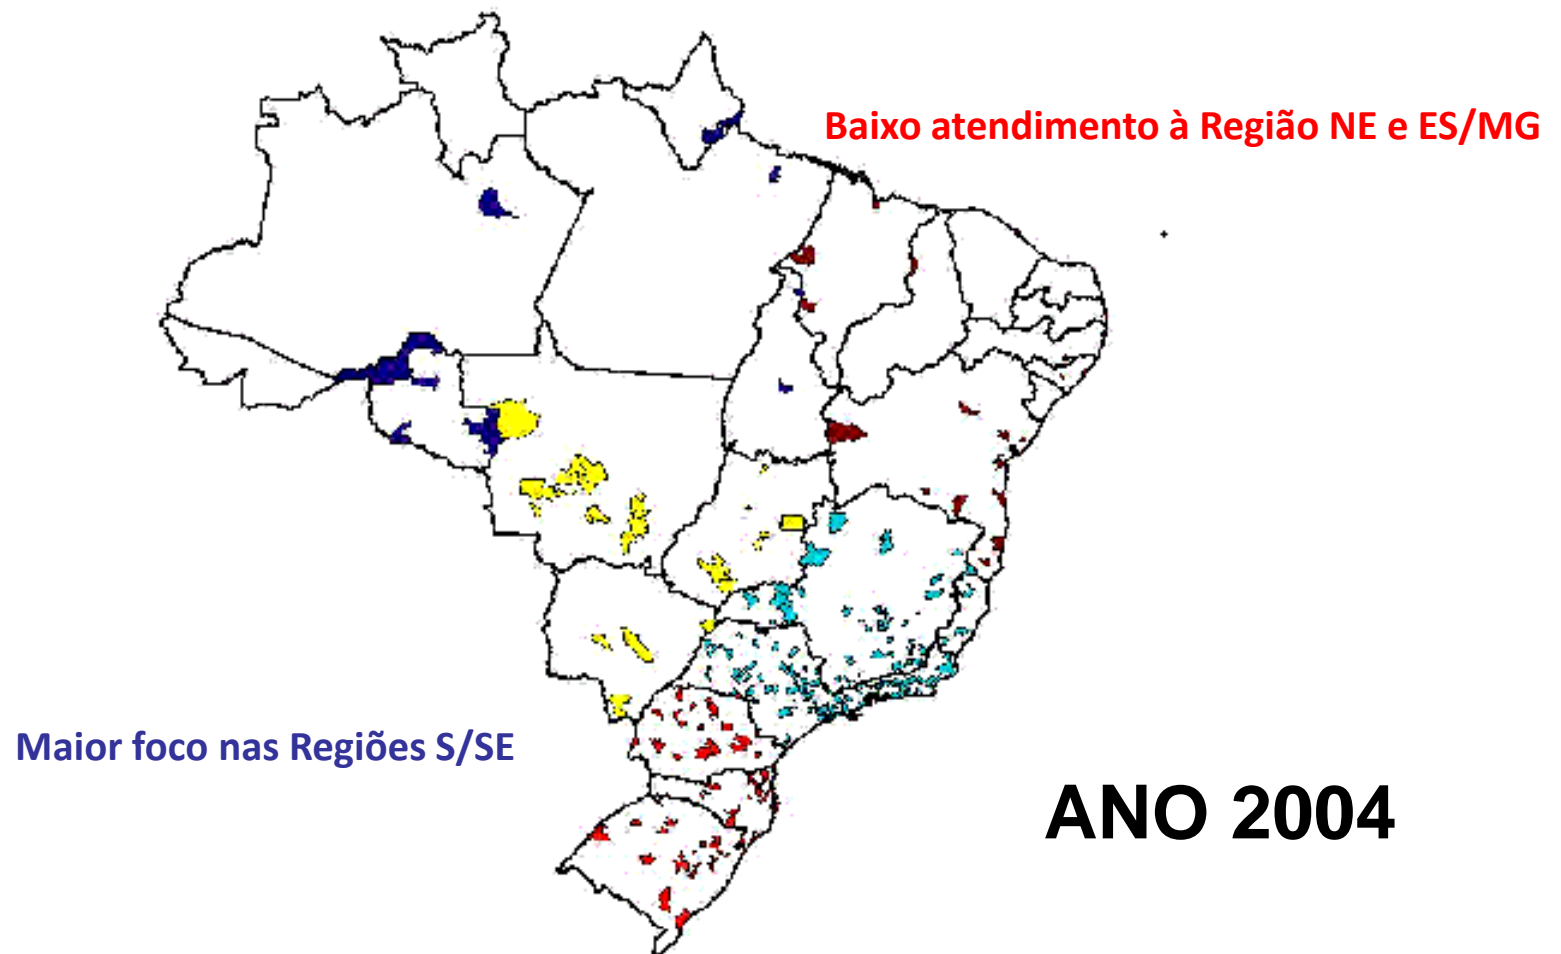 Baixo atendimento à Região NE e ES/MG
Maior foco nas Regiões S/SE
ANO 2004